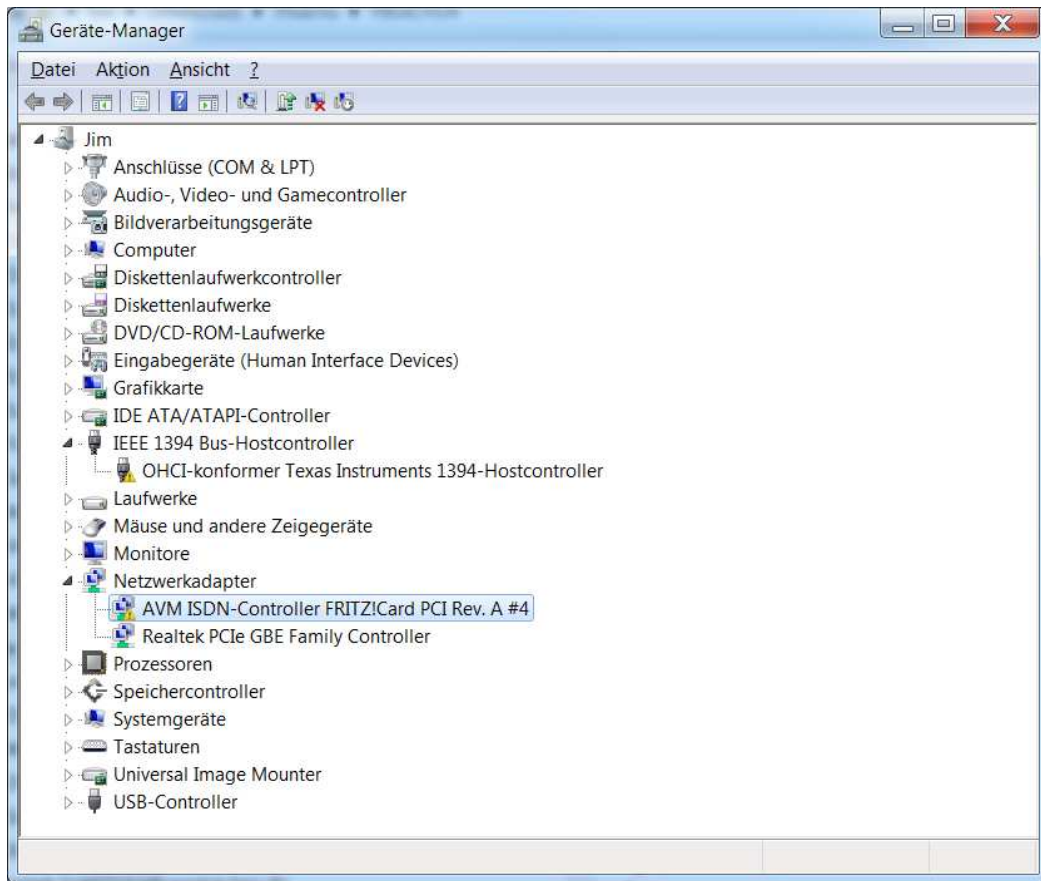 Geräte-Manager
Datei Aktion Ansicht ?
Jim
Anschlüsse (COM & LPT)
Audio-, Video- und Gamecontroller
Bildverarbeitungsgeräte
Computer
Diskettenlaufwerkcontroller
Diskettenlaufwerke
DVD/CD-ROM-Laufwerke
Eingabegeräte (Human Interface Devices)
Grafikkarte
IDE ATA/ATAPI-Controller
IEEE 1394 Bus-Hostcontroller
OHCI-konformer Texas Instruments 1394-Hostcontroller
Laufwerke
Mäuse und andere Zeigegeräte
Monitore
Netzwerkadapter
AVM ISDN-Controller FRITZ!Card PCI Rev. A #4
Realtek PCIe GBE Family Controller
Prozessoren
Speichercontroller
Systemgeräte
Tastaturen
Universal Image Mounter
USB-Controller